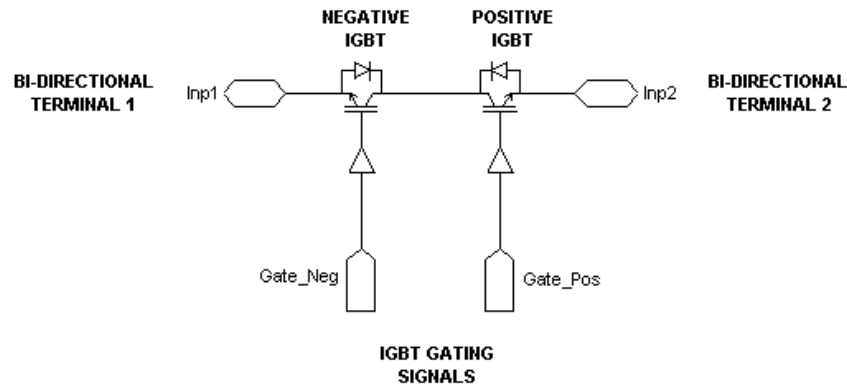 NEGATIVE
IGBT
POSITIVE
IGBT
BI-DIRECTIONAL
TERMINAL 1
Inp1
Inp2
BI-DIRECTIONAL
TERMINAL 2
Gate_Neg
Gate_Pos
IGBT GATING
SIGNALS